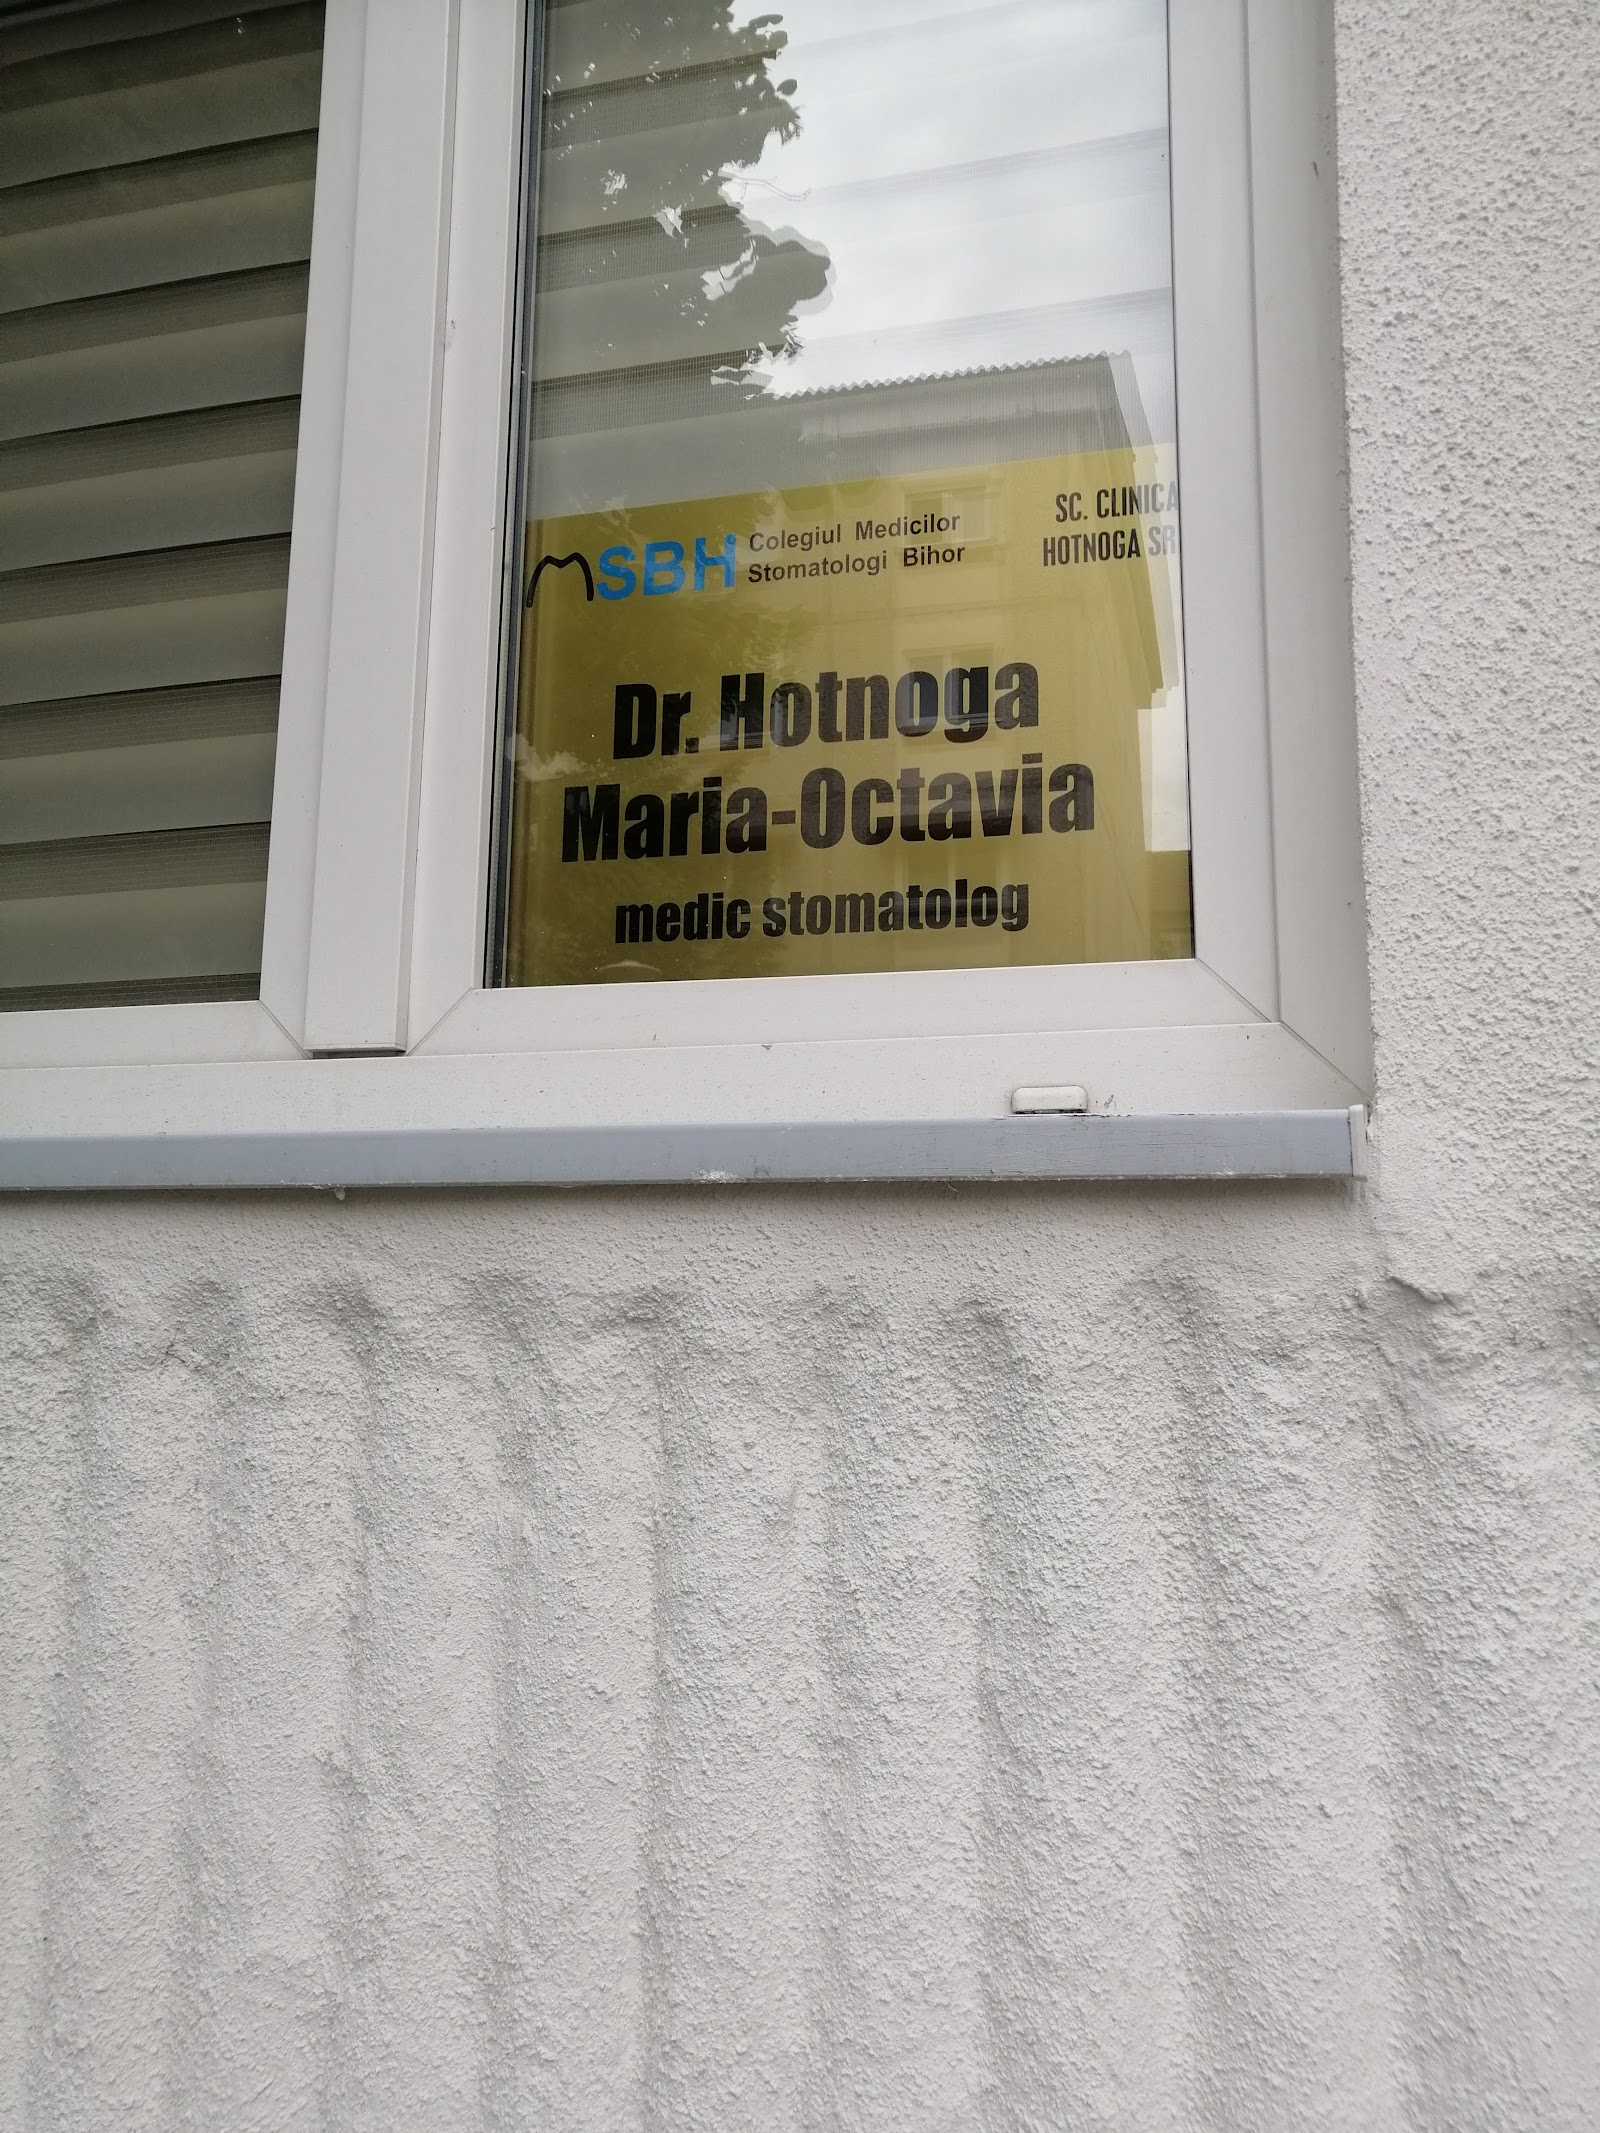 SBH
Colegiul Medicilor
Stomatologi Bihor
SC. CLINICA
HOTNOGA SR
Dr. Hotnoga
Maria-Octavia
medic stomatolog